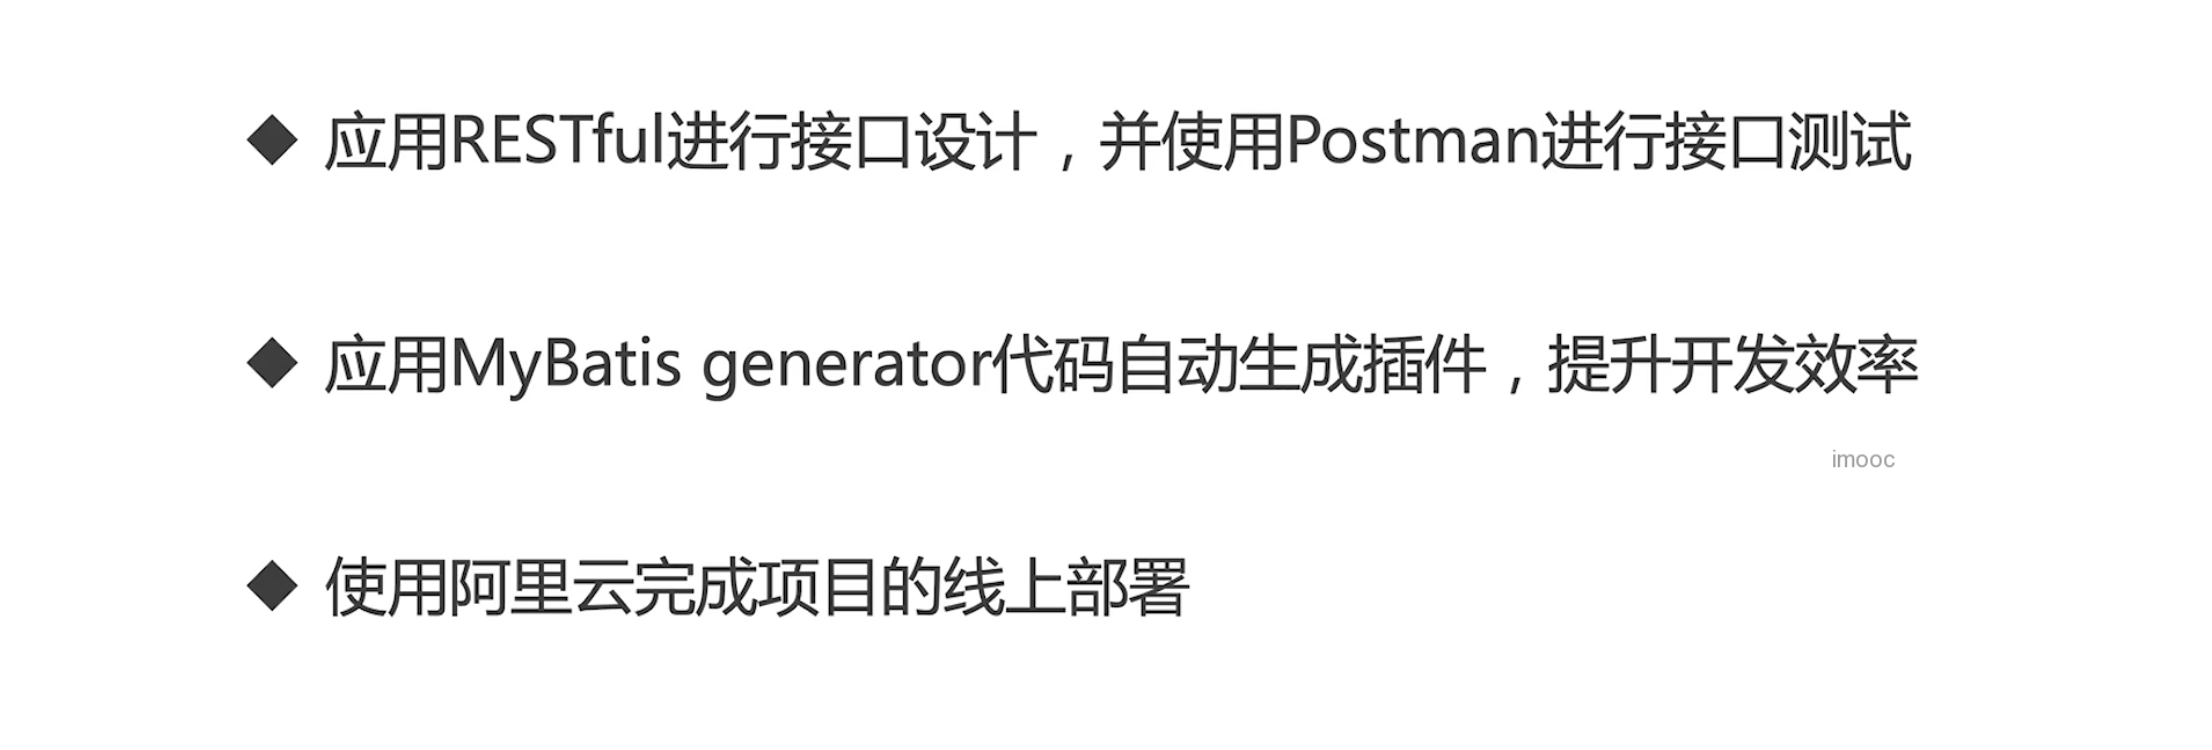 ◆ 应用RESTful进行接口设计，并使用Postman进行接口测试
◆ 应用MyBatis generator代码自动生成插件，提升开发效率
imooc
◆ 使用阿里云完成项目的线上部署